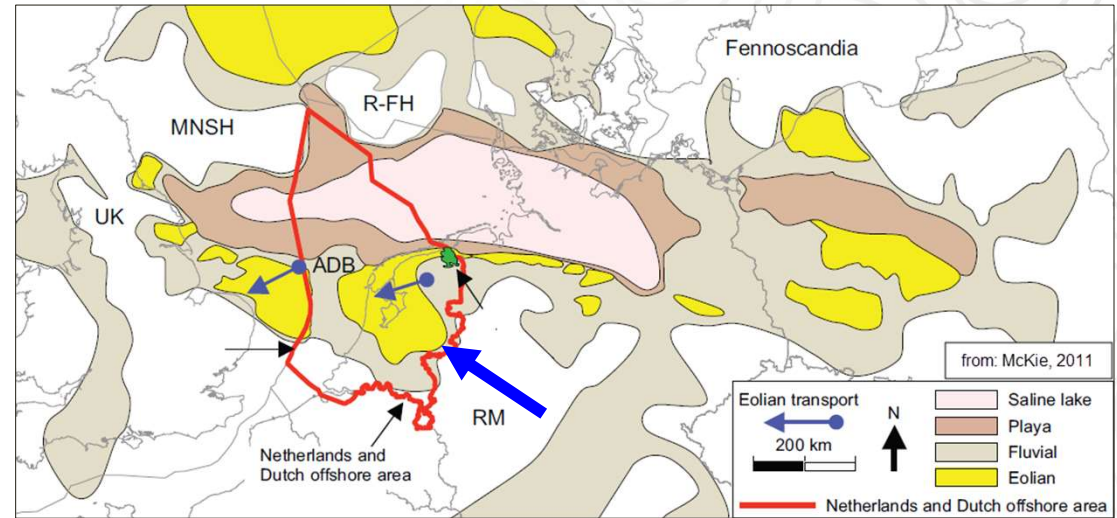 Fennoscandia
R-FH
MNSH
UK
ADB
from: McKie, 2011
RM
Netherlands and
Dutch offshore area
Eolian transport
N
200 km
Saline lake
Playa
Fluvial
Eolian
Netherlands and Dutch offshore area